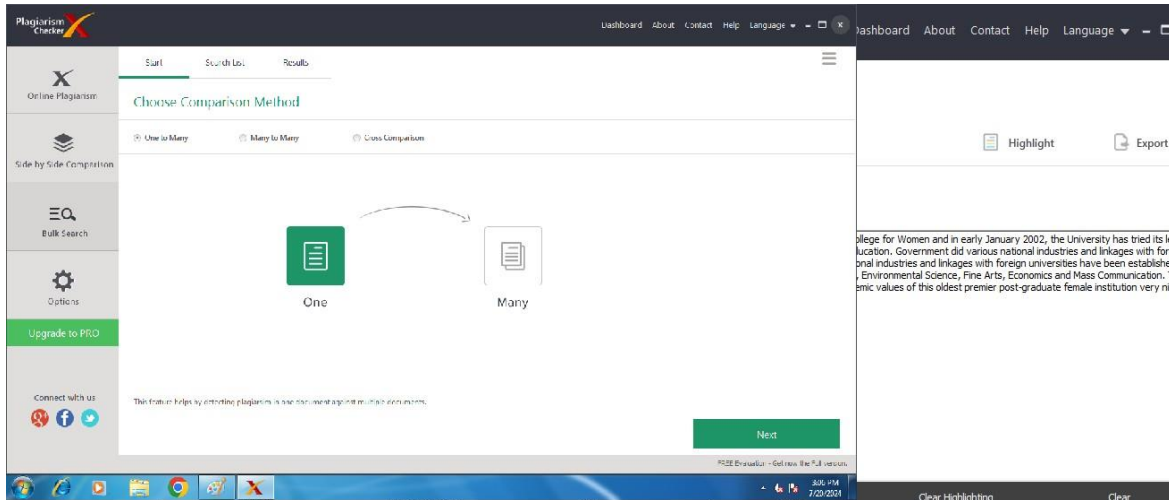 Plagiarism
Checker
Dashboard About Contact Help Language
Dashboard About Contact Help Language
Start Search List Results
Online Plagiarism
Choose Comparison Method
One to Many Many to Many Cross Comparison
Highlight Export
Side by Side Comparison
Bulk Search
ollege for Women and in early January 2002, the University has tried its
ducation. Government did various national industries and linkages with
onal industries and linkages with foreign universities have been
, Environmental Science, Fine Arts, Economics and Mass Communication.
emic values of this oldest premier post-graduate female institution very
Options
One Many
Upgrade to PRO
Connect with us
This feature helps by detecting plagiarism in one document against multiple documents.
Next
FREE Evaluation - Get now the Full version.
3:05 PM
7/20/2024
Clear Highlighting Clear